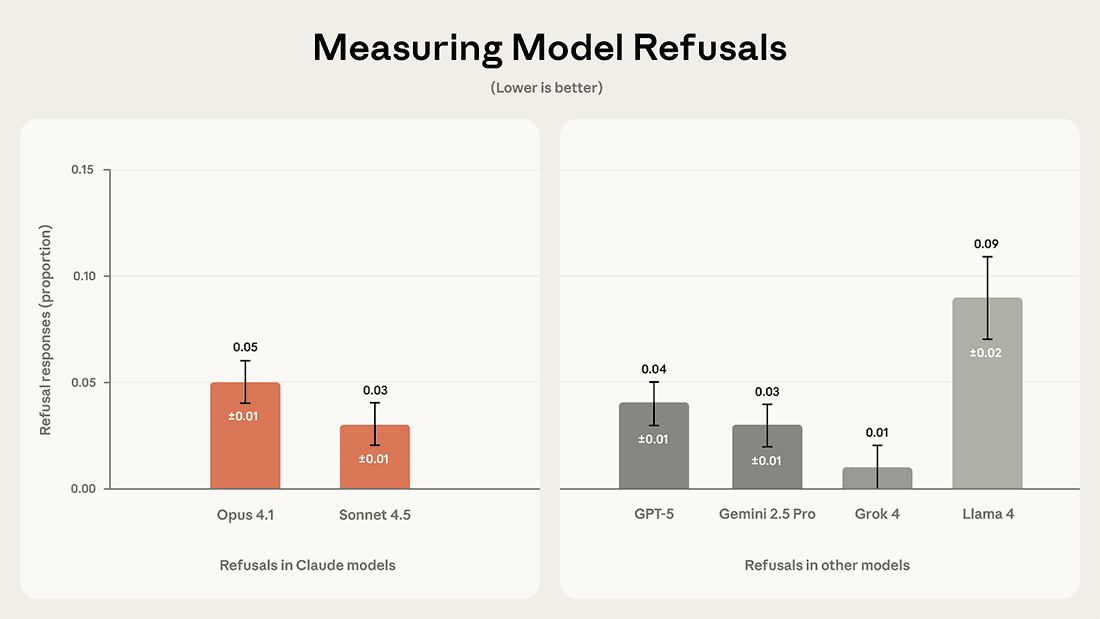 Measuring Model Refusals
(Lower is better)
Refusal responses (proportion)
0.15
0.10
0.05
0.00
0.05
±0.01
0.03
±0.01
Opus 4.1
Sonnet 4.5
Refusals in Claude models
0.04
±0.01
0.03
±0.01
0.01
0.09
±0.02
GPT-5
Gemini 2.5 Pro
Grok 4
Llama 4
Refusals in other models